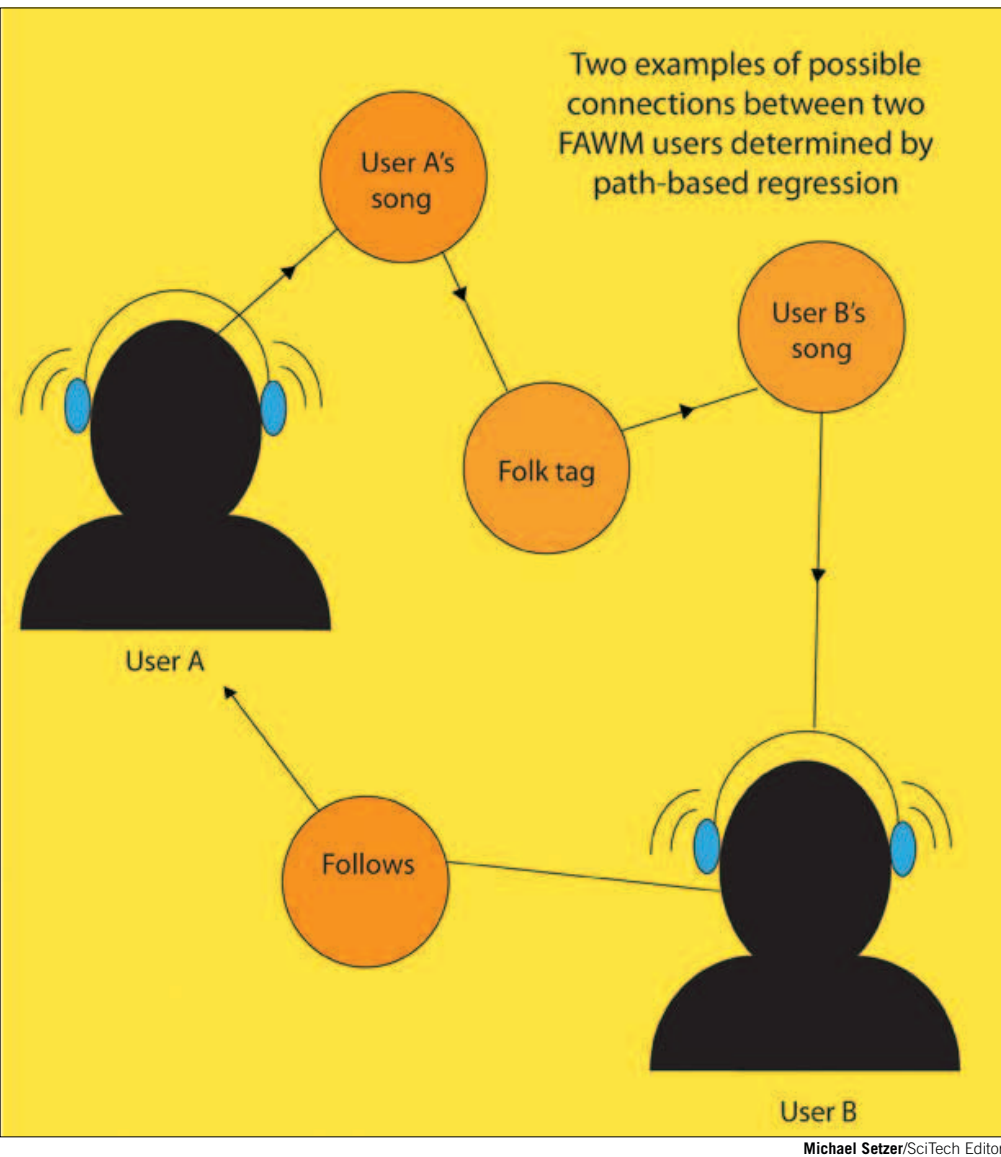 Two examples of possible
connections between two
FAWM users determined by
path-based regression
User A's
song
User B's
song
Folk tag
User A
Follows
User B
Michael Setzer/SciTech Editor